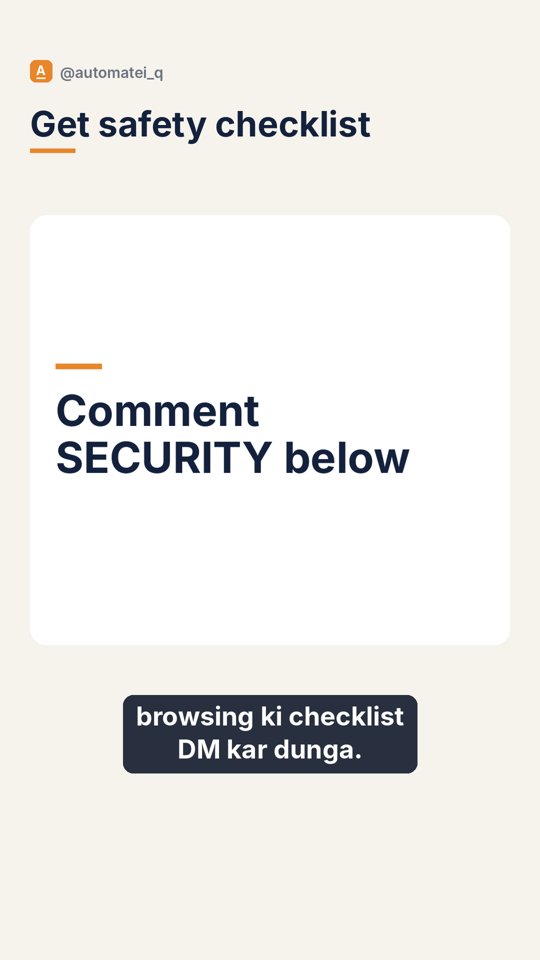 A
@automatei_q
Get safety checklist
Comment
SECURITY below
browsing ki checklist
DM kar dunga.